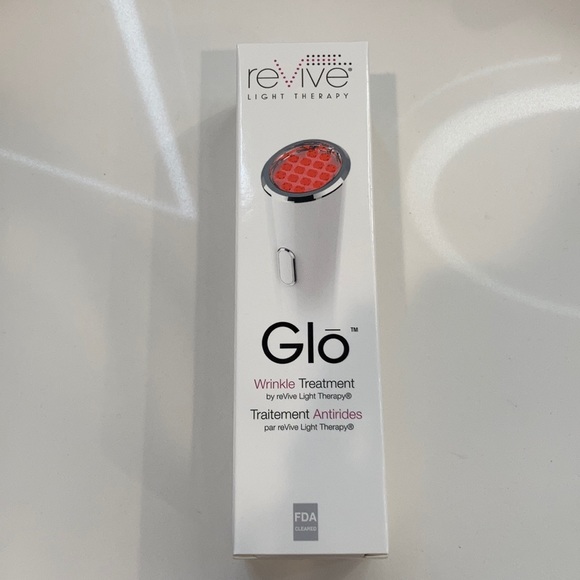 reVive®
LIGHT THERAPY
Glō™
Wrinkle Treatment
by reVive Light Therapy®
Traitement Antirides
par reVive Light Therapy®
FDA
CLEARED